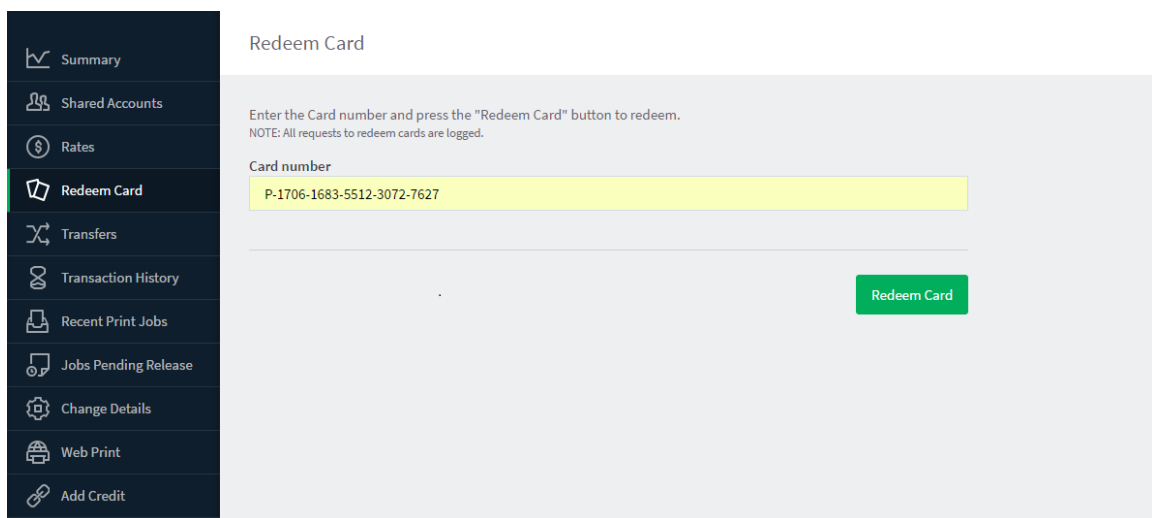 Summary
Shared Accounts
Rates
Redeem Card
Transfers
Transaction History
Recent Print Jobs
Jobs Pending Release
Change Details
Web Print
Add Credit
Redeem Card
Enter the Card number and press the "Redeem Card" button to redeem.
NOTE: All requests to redeem cards are logged.
Card number
P-1706-1683-5512-3072-7627
Redeem Card